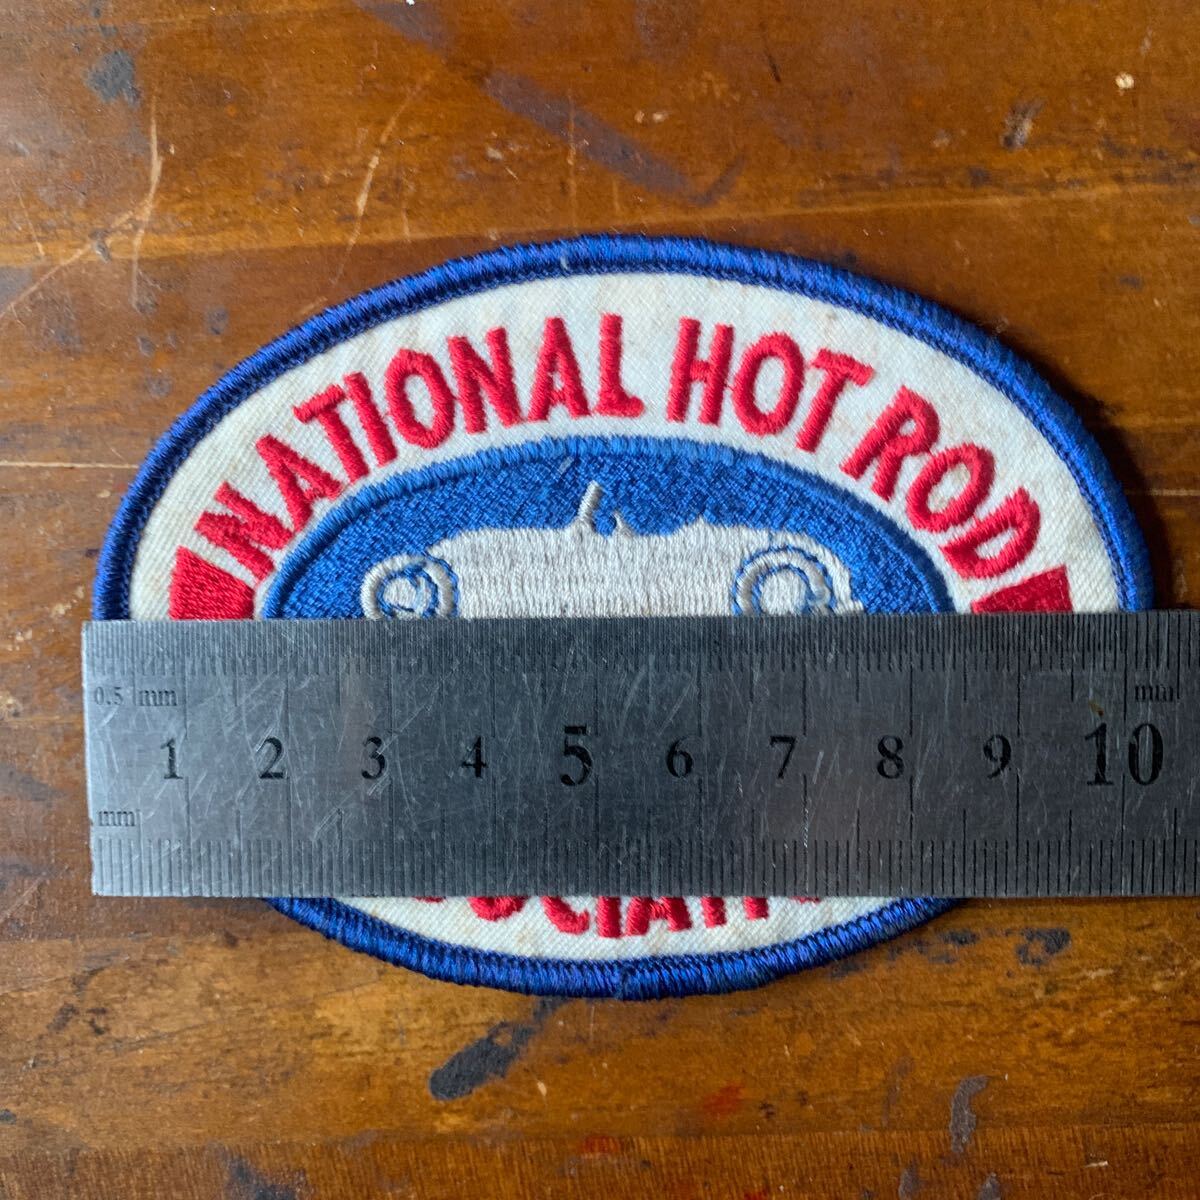 NATIONAL HOT ROD
0.5 mm mm
1 2 3 4 5 6 7 8 9 10
mm